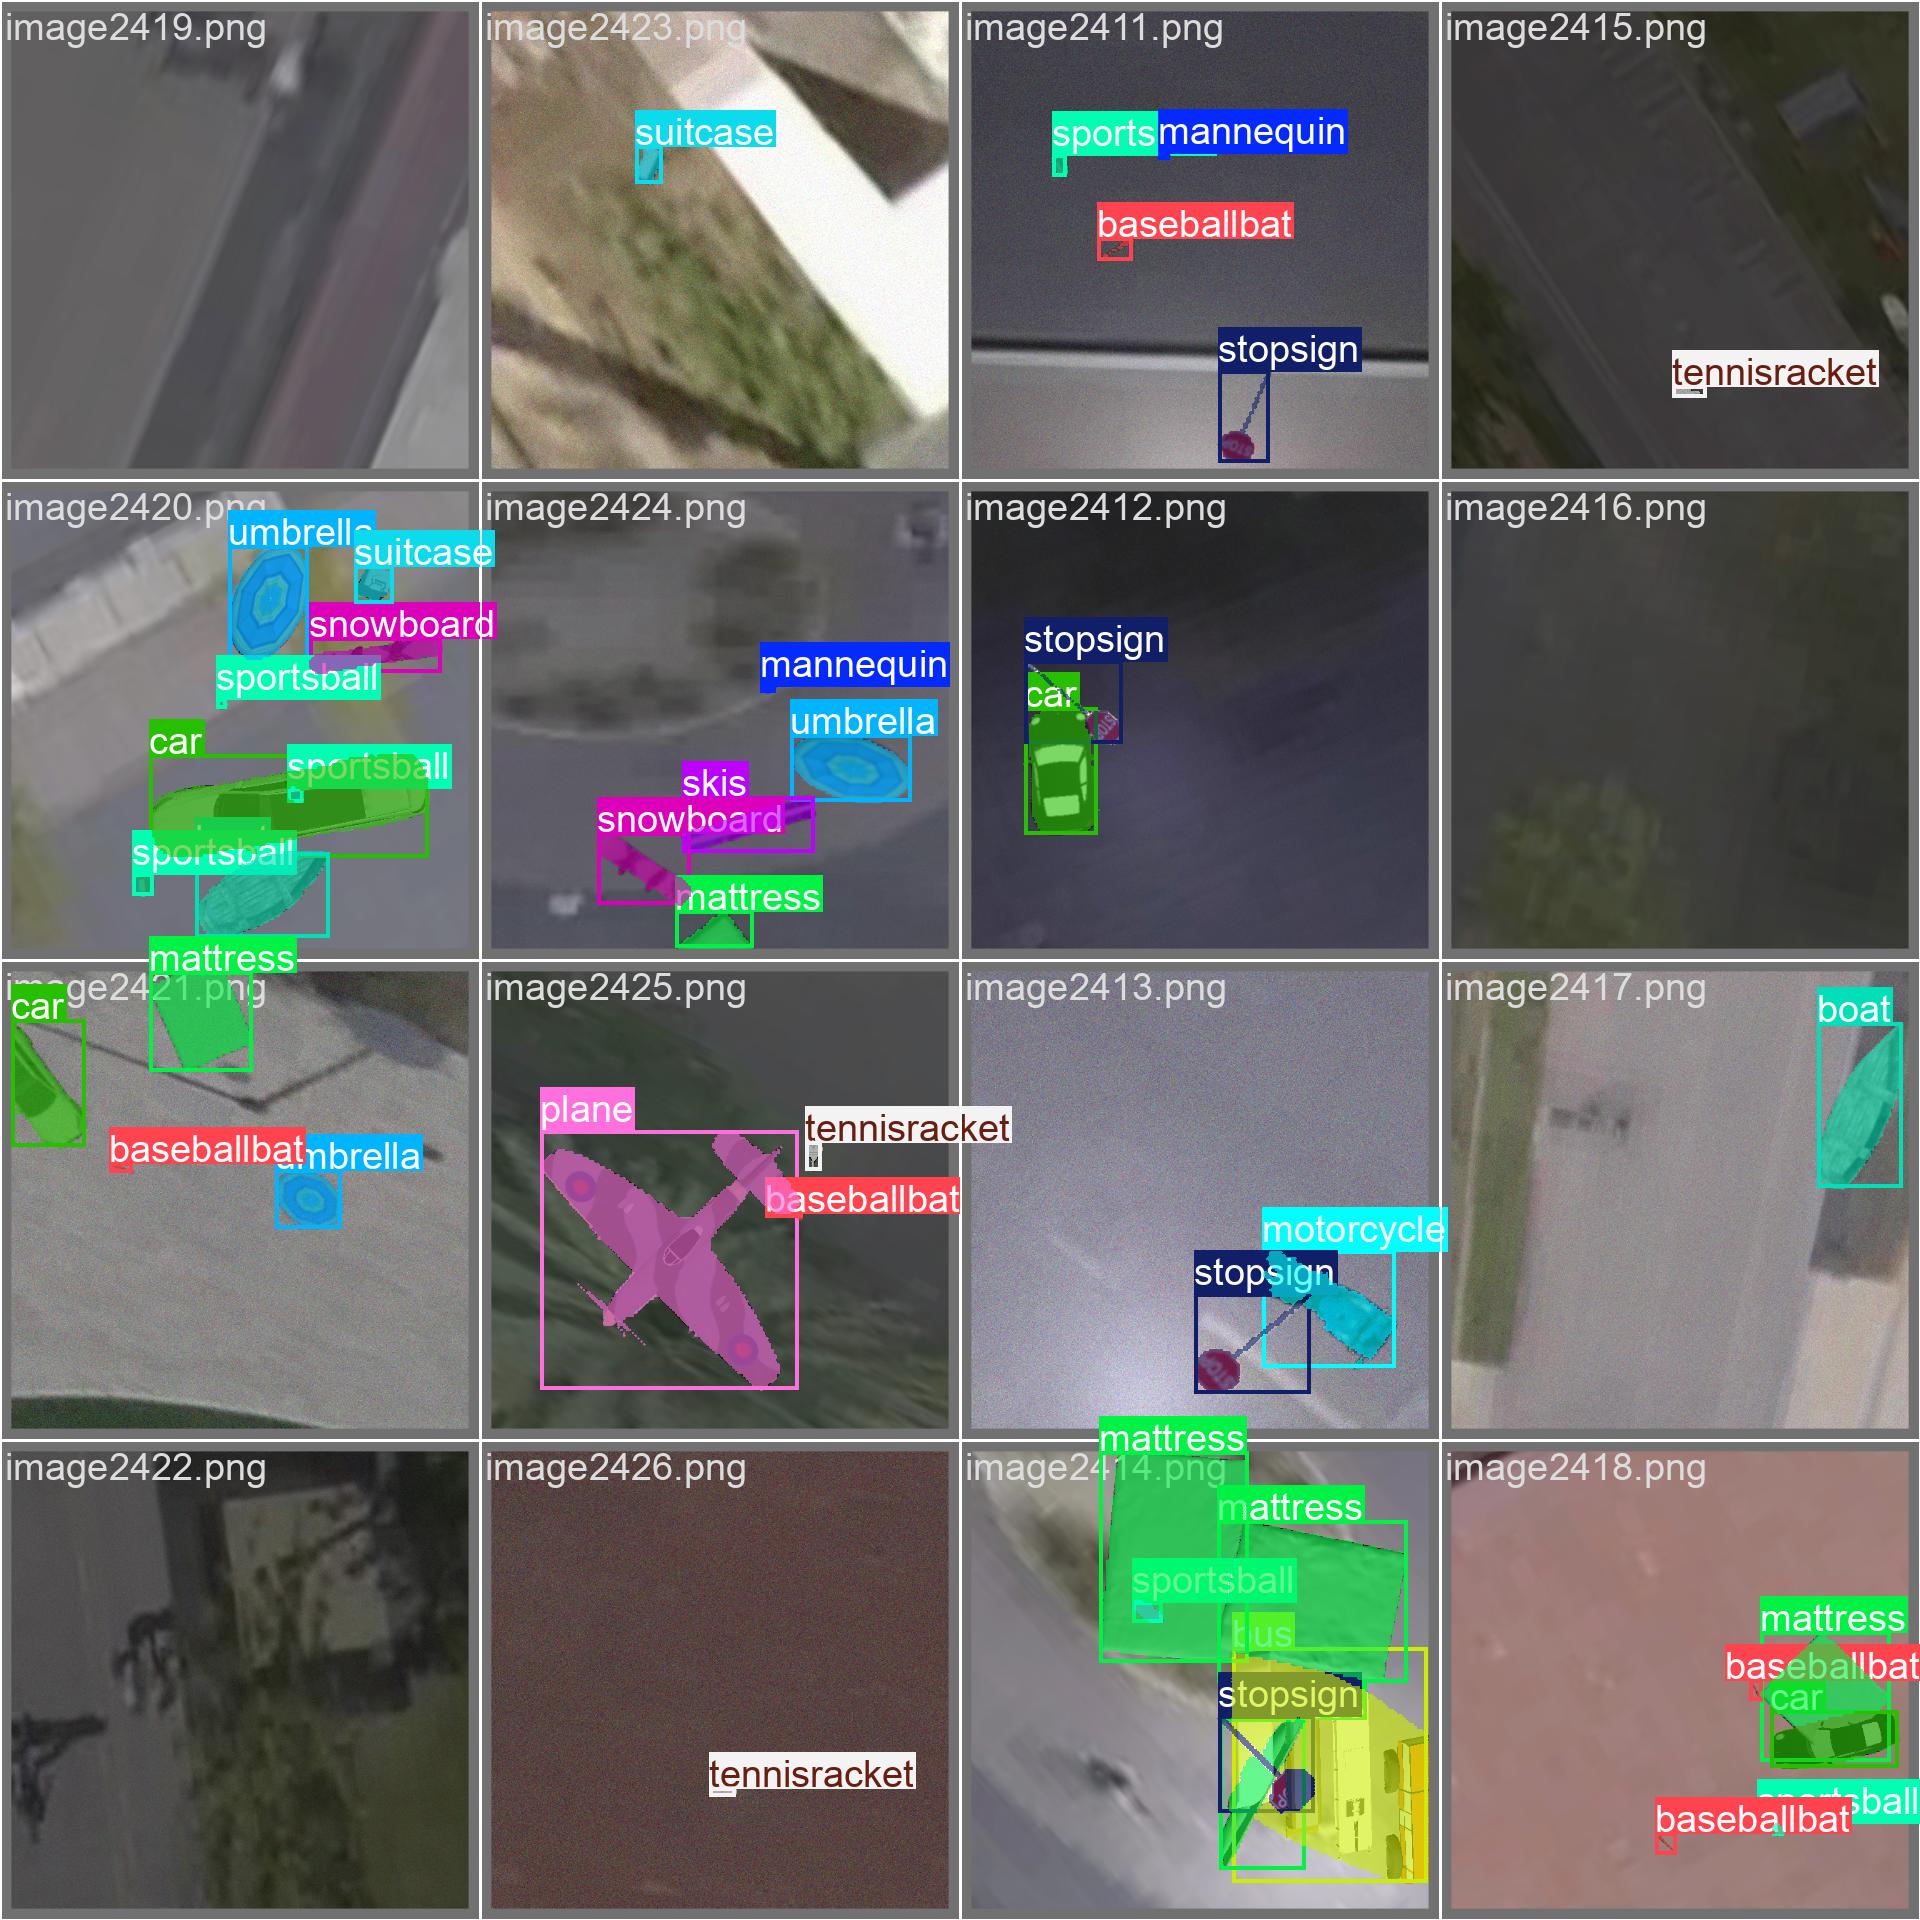 image2419.png
image2423.png
suitcase
image2411.png
sports
mannequin
baseballbat
stopsign
STOP
image2415.png
tennisracket
image2420.png
umbrella
suitcase
snowboard
sportsball
car
sportsball
sportsball
image2424.png
mannequin
umbrella
skis
snowboard
mattress
image2412.png
stopsign
STOP
car
image2416.png
image2421.png
mattress
car
baseballbat
umbrella
image2425.png
plane
tennisracket
baseballbat
image2413.png
motorcycle
stopsign
STOP
image2417.png
boat
image2422.png
image2426.png
tennisracket
image2414.png
mattress
mattress
sportsball
bus
stopsign
image2418.png
mattress
baseballbat
car
sportsball
baseballbat